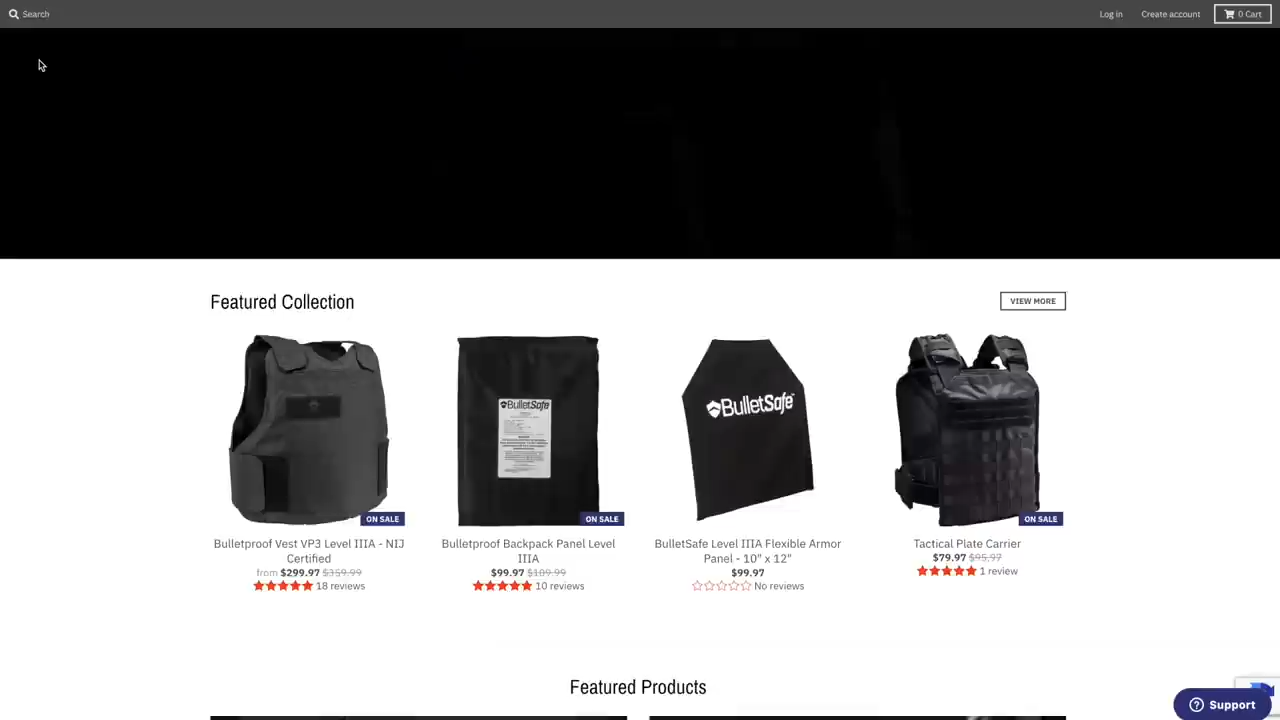 Search
Log in
Create account
0 Cart
Featured Collection
VIEW MORE
BulletSafe
BulletSafe
ON SALE
ON SALE
ON SALE
Bulletproof Vest VP3 Level IIIA - NIJ
Certified
from $299.97 $359.99
18 reviews
Bulletproof Backpack Panel Level
IIIA
$99.97 $109.99
10 reviews
BulletSafe Level IIIA Flexible Armor
Panel - 10” x 12”
$99.97
No reviews
Tactical Plate Carrier
$79.97 $95.97
1 review
Featured Products
Support